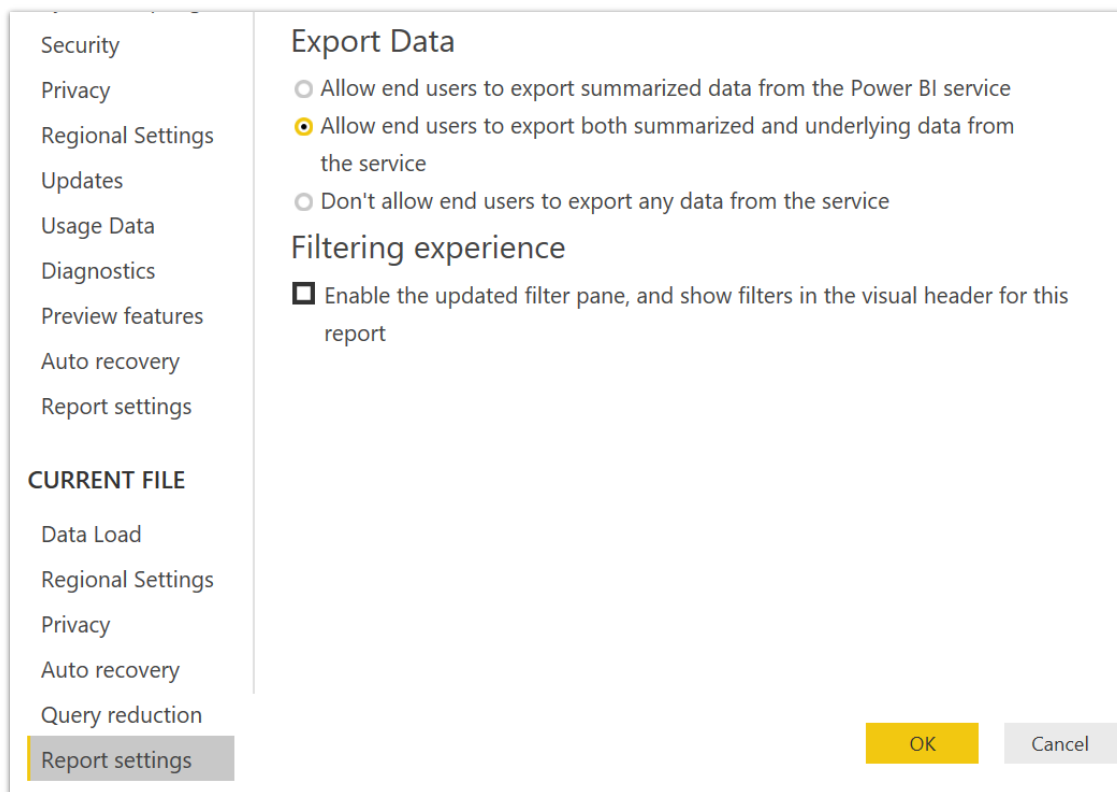 Security
Privacy
Regional Settings
Updates
Usage Data
Diagnostics
Preview features
Auto recovery
Report settings
CURRENT FILE
Data Load
Regional Settings
Privacy
Auto recovery
Query reduction
Report settings
Export Data
Allow end users to export summarized data from the Power BI service
Allow end users to export both summarized and underlying data from
the service
Don't allow end users to export any data from the service
Filtering experience
Enable the updated filter pane, and show filters in the visual header for this
report
OK
Cancel